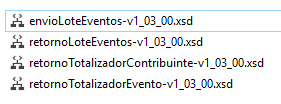 envioLoteEventos-v1_03_00.xsd
retornoLoteEventos-v1_03_00.xsd
retornoTotalizadorContribuinte-v1_03_00.xsd
retornoTotalizadorEvento-v1_03_00.xsd